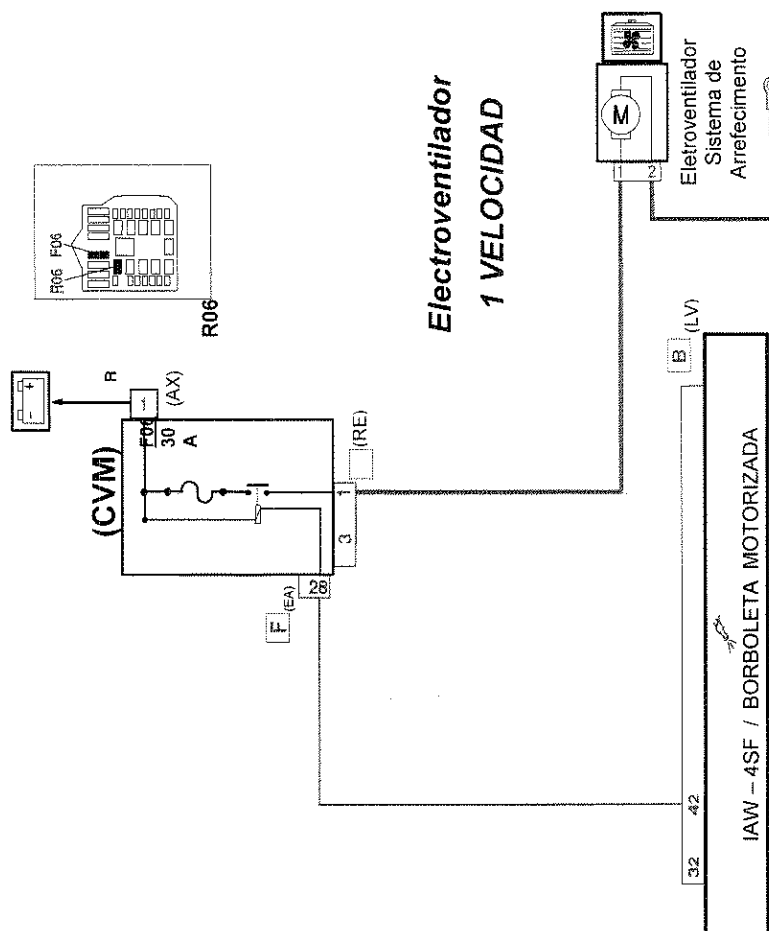 R06
F06
R06
R
1
(AX)
(CVM)
F06
30
A
(RE)
1
3
28
(EA)
F
Electroventilador
1 VELOCIDAD
M
1
2
Eletroventilador
Sistema de
Arrefecimento
B
(LV)
42
32
IAW – 4SF / BORBOLETA MOTORIZADA